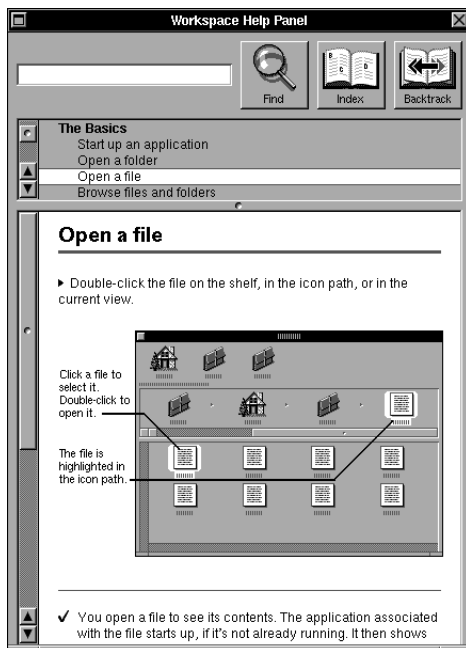 Workspace Help Panel
Find
Index
Backtrack
B
C
D
The Basics
Start up an application
Open a folder
Open a file
Browse files and folders
Open a file
Double-click the file on the shelf, in the icon path, or in the
current view.
Click a file to
select it.
Double-click to
open it.
The file is
highlighted in
the icon path.
✓ You open a file to see its contents. The application associated
with the file starts up, if it's not already running. It then shows